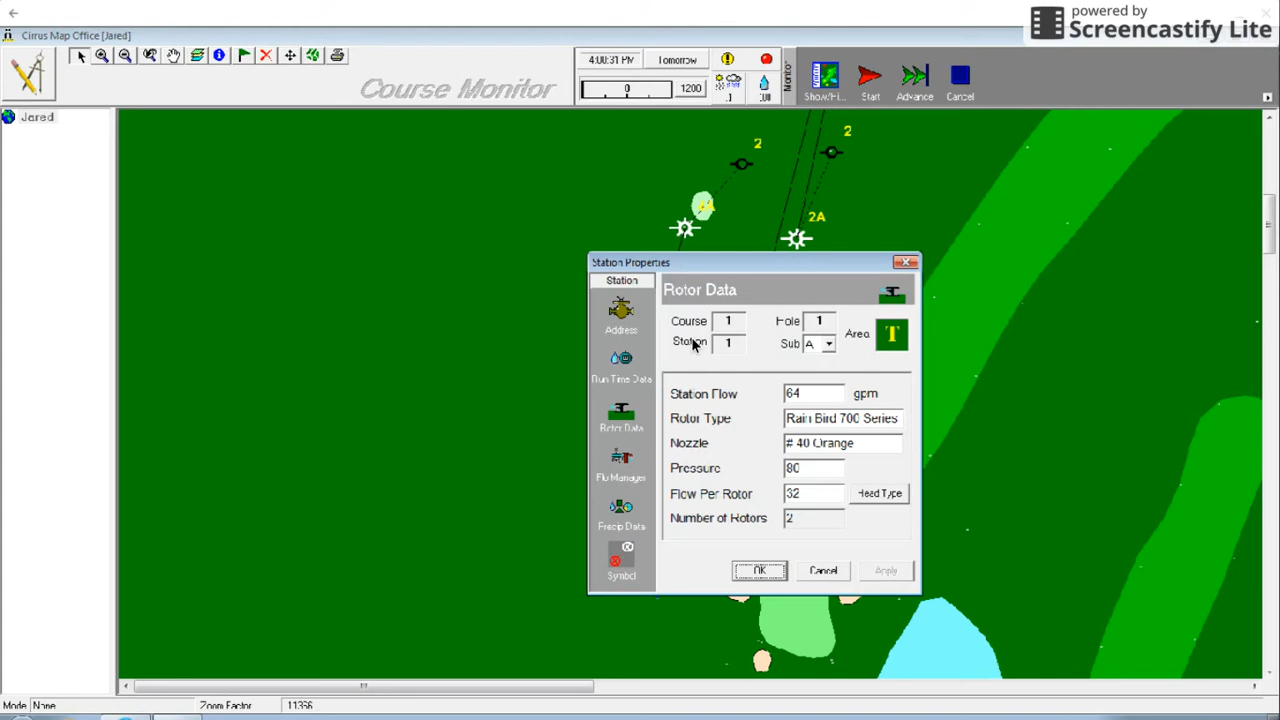 powered by
Screencastify Lite
Cirrus Map Office [Jared]
Course Monitor
4:00:31 PM
Tomorrow
0
1200
Monitor
Show/Hi...
Start
Advance
Cancel
Jared
2
2
2A
Station Properties
Station
Address
Run Time Data
Rotor Data
Flo Manager
Precip Data
Symbol
Rotor Data
Course 1 Hole 1
Area T
Station 1 Sub A
Station Flow 64 gpm
Rotor Type Rain Bird 700 Series
Nozzle # 40 Orange
Pressure 80
Flow Per Rotor 32 Head Type
Number of Rotors 2
OK Cancel Apply
Mode None Zoom Factor 11366